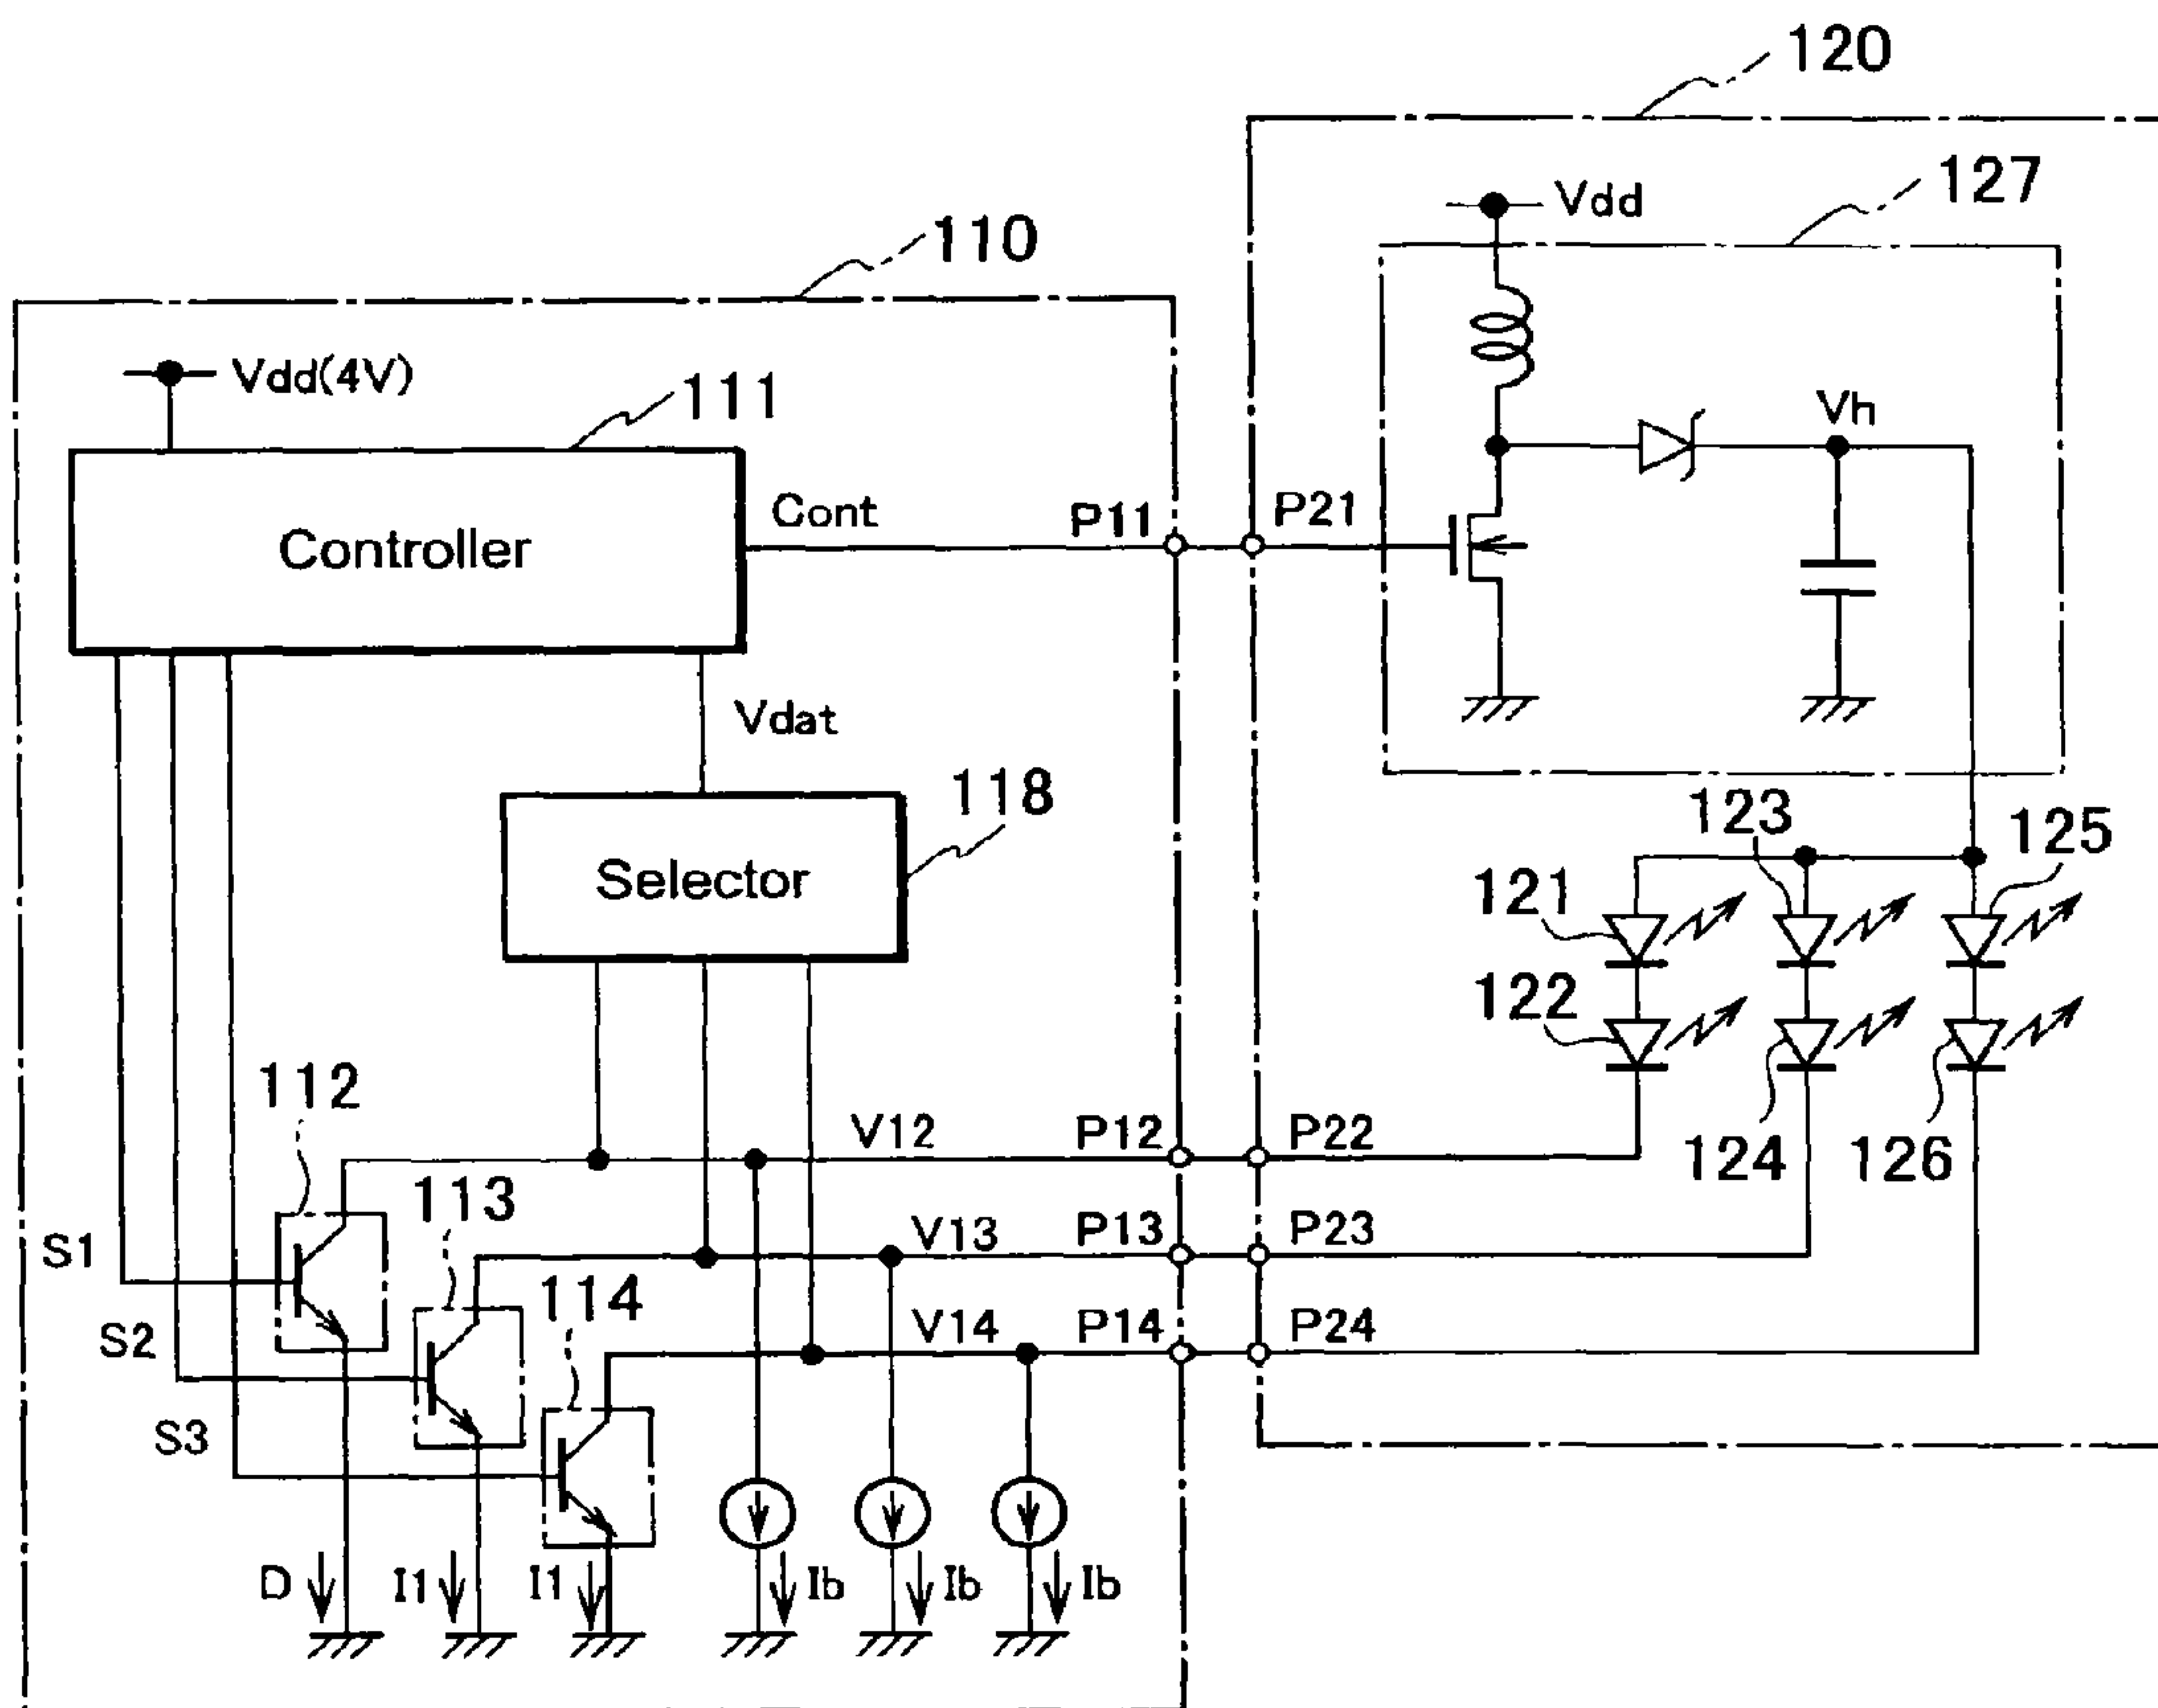 120
127
Vdd
110
Vdd(4V)
111
Vh
Cont
P11
P21
Controller
Vdat
118
123
125
Selector
121
122
112
V12
P12
P22
124
126
113
S1
V13
P13
P23
114
S2
V14
P14
P24
S3
D
I1
I1
Ib
Ib
Ib